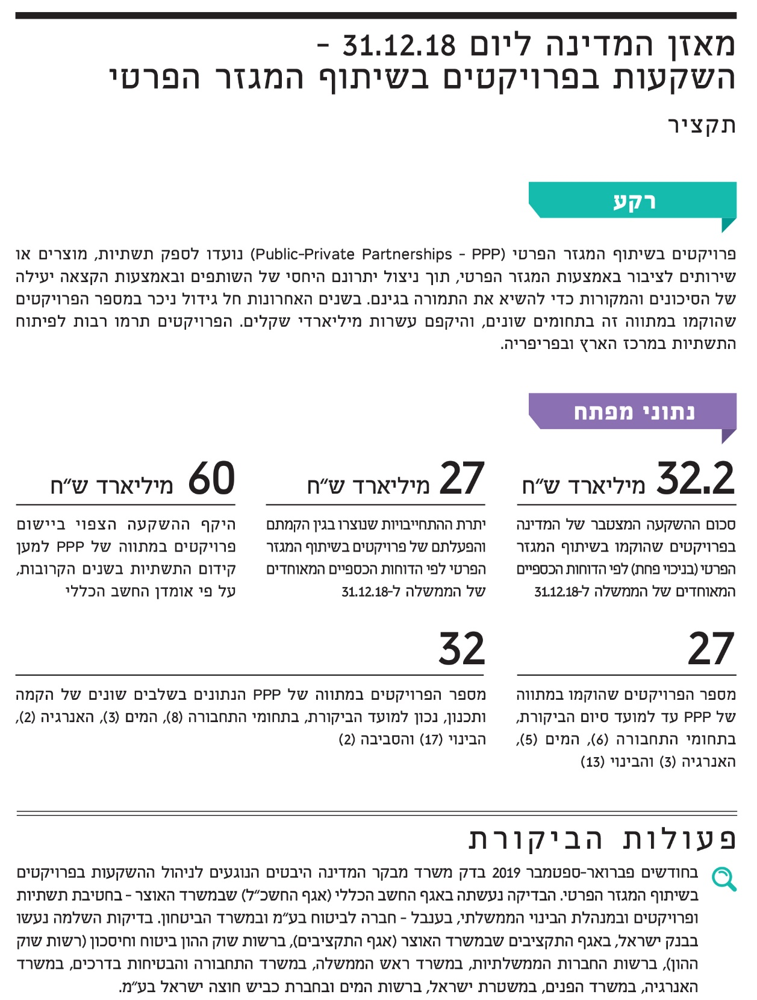 מאזן המדינה ליום 31.12.18 -
השקעות בפרויקטים בשיתוף המגזר הפרטי
תקציר
רקע
פרויקטים בשיתוף המגזר הפרטי (Public-Private Partnerships - PPP) נועדו לספק תשתיות, מוצרים או
שירותים לציבור באמצעות המגזר הפרטי, תוך ניצול יתרונם היחסי של השותפים ובאמצעות הקצאה יעילה
של הסיכונים והמקורות כדי להשיא את התמורה בגינם. בשנים האחרונות חל גידול ניכר במספר הפרויקטים
שהוקמו במתווה זה בתחומים שונים, והיקפם עשרות מיליארדי שקלים. הפרויקטים תרמו רבות לפיתוח
התשתיות במרכז הארץ ובפריפריה.
נתוני מפתח
32.2 מיליארד ש"ח
סכום ההשקעה המצטבר של המדינה
בפרויקטים שהוקמו בשיתוף המגזר
הפרטי (בניכוי פחת) לפי הדוחות הכספיים
המאוחדים של הממשלה ל-31.12.18
27 מיליארד ש"ח
יתרת ההתחייבויות שנוצרו בגין הקמתם
והפעלתם של פרויקטים בשיתוף המגזר
הפרטי לפי הדוחות הכספיים המאוחדים
של הממשלה ל-31.12.18
60 מיליארד ש"ח
היקף ההשקעה הצפוי ביישום
פרויקטים במתווה של PPP למען
קידום התשתיות בשנים הקרובות,
על פי אומדן החשב הכללי
27
מספר הפרויקטים שהוקמו במתווה
של PPP עד למועד סיום הביקורת,
בתחומי התחבורה (6), המים (5),
האנרגיה (3) והבינוי (13)
32
מספר הפרויקטים במתווה של PPP הנתונים בשלבים שונים של הקמה
ותכנון, נכון למועד הביקורת, בתחומי התחבורה (8), המים (3), האנרגיה (2),
הבינוי (17) והסביבה (2)
פעולות הביקורת
בחודשים פברואר-ספטמבר 2019 בדק משרד מבקר המדינה היבטים הנוגעים לניהול ההשקעות בפרויקטים
בשיתוף המגזר הפרטי. הבדיקה נעשתה באגף החשב הכללי (אגף החשכ"ל) שבמשרד האוצר - בחטיבת תשתיות
ופרויקטים ובמנהלת הבינוי הממשלתי, בענבל - חברה לביטוח בע"מ ובמשרד הביטחון. בדיקות השלמה נעשו
בבנק ישראל, באגף התקציבים שבמשרד האוצר (אגף התקציבים), ברשות שוק ההון ביטוח וחיסכון (רשות שוק
ההון), ברשות החברות הממשלתיות, במשרד ראש הממשלה, במשרד התחבורה והבטיחות בדרכים, במשרד
האנרגיה, במשרד הפנים, במשטרת ישראל, ברשות המים ובחברת כביש חוצה ישראל בע"מ.